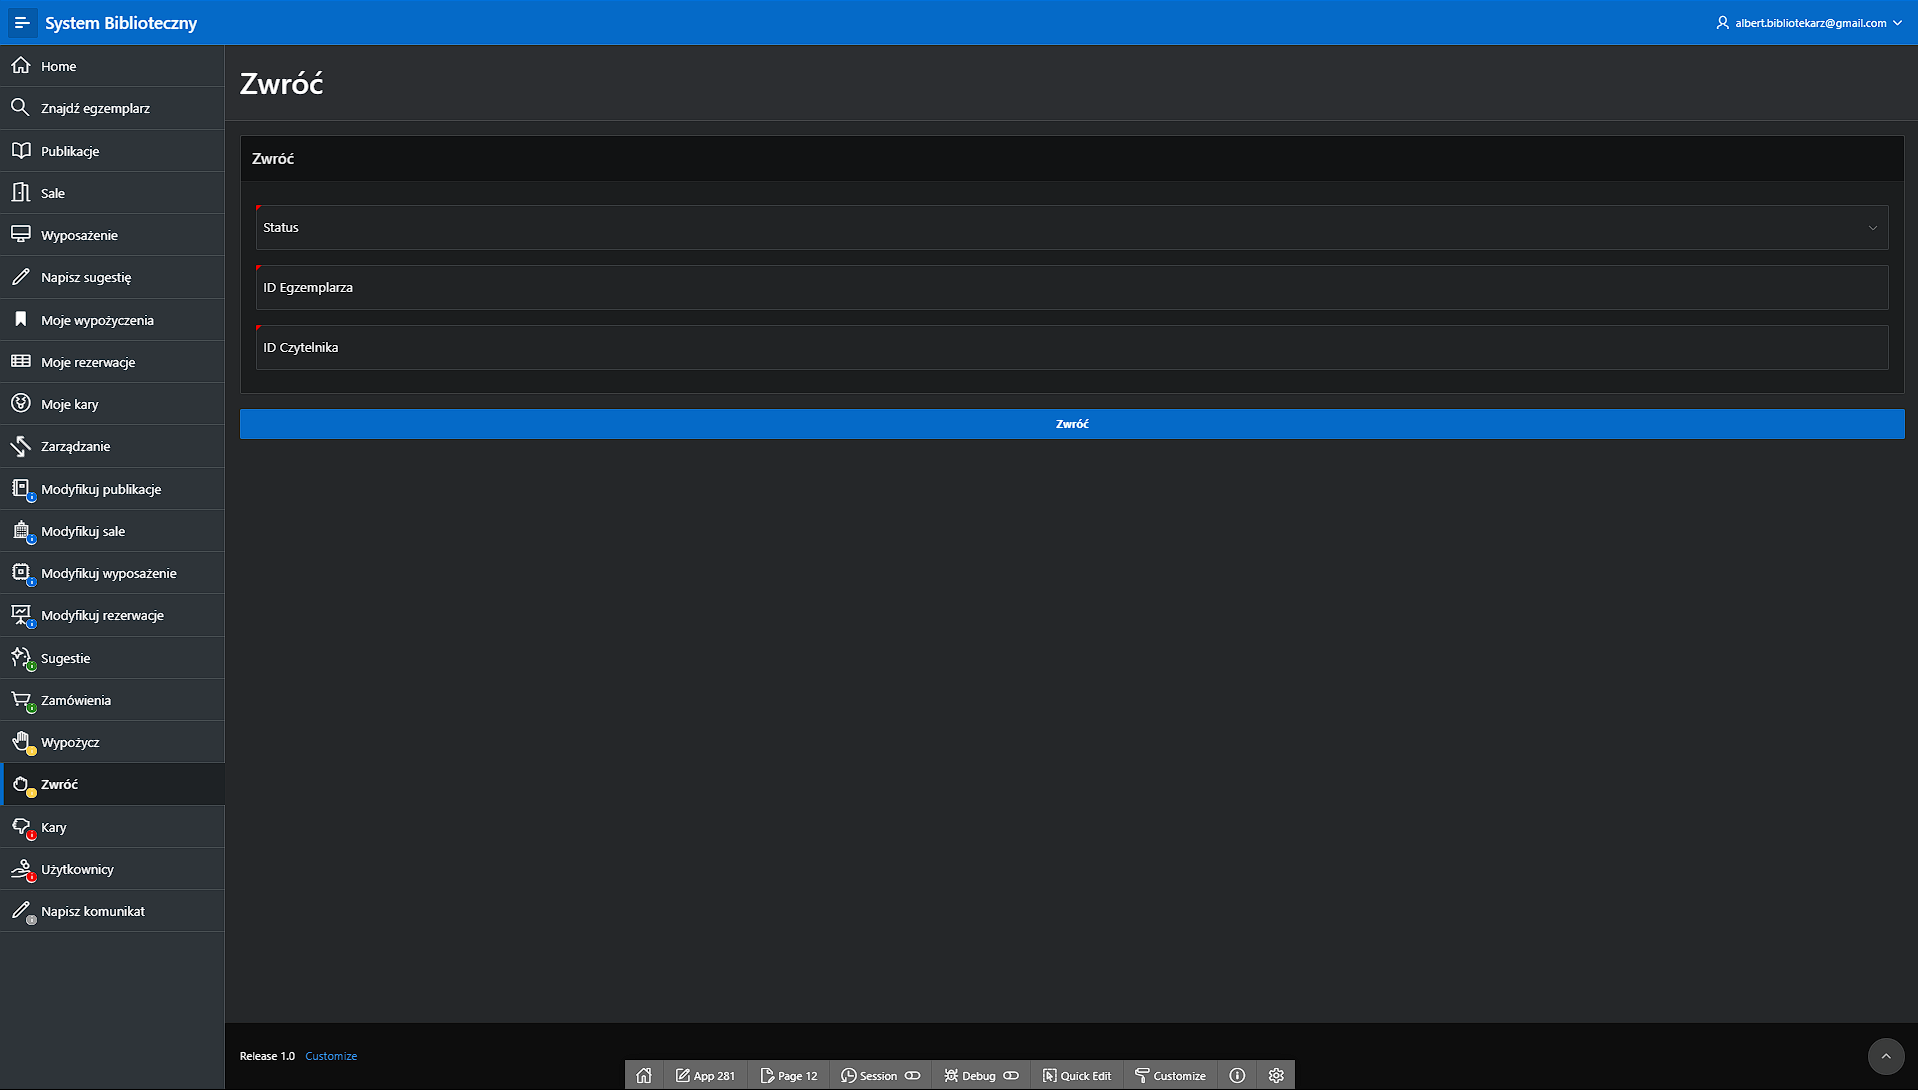 System Biblioteczny
albert.bibliotekarz@gmail.com
Home
Znajdź egzemplarz
Publikacje
Sale
Wyposażenie
Napisz sugestię
Moje wypożyczenia
Moje rezerwacje
Moje kary
Zarządzanie
Modyfikuj publikacje
Modyfikuj sale
Modyfikuj wyposażenie
Modyfikuj rezerwacje
Sugestie
Zamówienia
Wypożycz
Zwróć
Kary
Użytkownicy
Napisz komunikat
Zwróć
Zwróć
Status
ID Egzemplarza
ID Czytelnika
Zwróć
Release 1.0 Customize
App 281 Page 12 Session Debug Quick Edit Customize